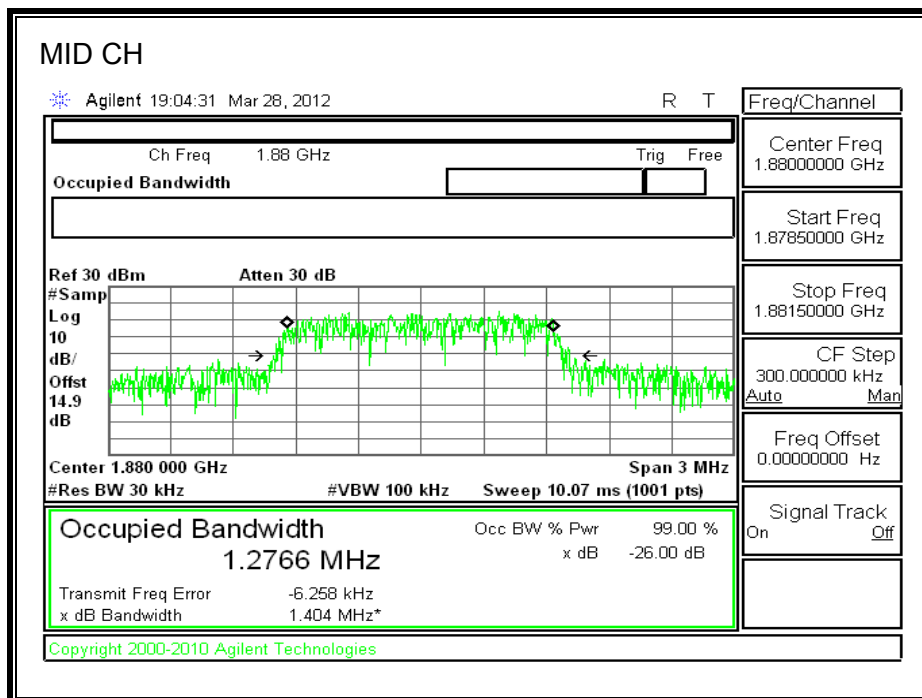 MID CH
Agilent 19:04:31 Mar 28, 2012 R T
Freq/Channel
Ch Freq 1.88 GHz Trig Free
Occupied Bandwidth
Center Freq
1.88000000 GHz
Start Freq
1.87850000 GHz
Stop Freq
1.88150000 GHz
CF Step
300.000000 kHz
Auto Man
Freq Offset
0.00000000 Hz
Signal Track
On Off
Ref 30 dBm Atten 30 dB
#Samp
Log
10
dB/
Offst
14.9
dB
Center 1.880 000 GHz Span 3 MHz
#Res BW 30 kHz #VBW 100 kHz Sweep 10.07 ms (1001 pts)
Occupied Bandwidth Occ BW % Pwr 99.00 %
1.2766 MHz x dB -26.00 dB
Transmit Freq Error -6.258 kHz
x dB Bandwidth 1.404 MHz*
Copyright 2000-2010 Agilent Technologies